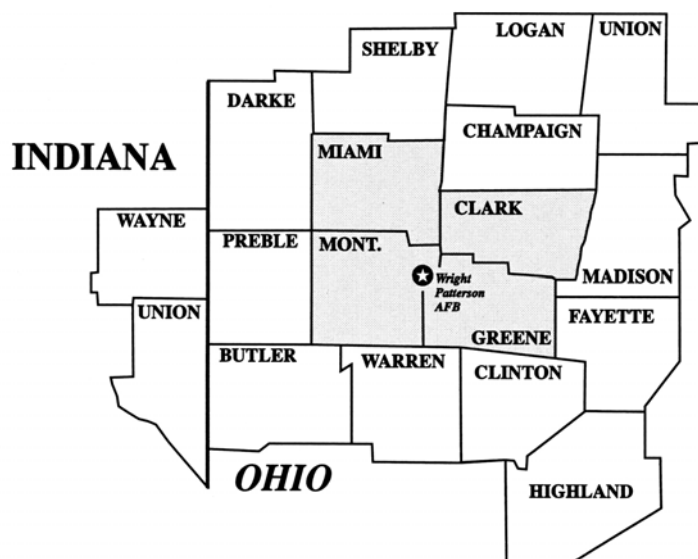 LOGAN
UNION
SHELBY
DARKE
CHAMPAIGN
MIAMI
INDIANA
CLARK
WAYNE
PREBLE
MONT.
Wright
Patterson
AFB
MADISON
UNION
FAYETTE
GREENE
BUTLER
WARREN
CLINTON
OHIO
HIGHLAND